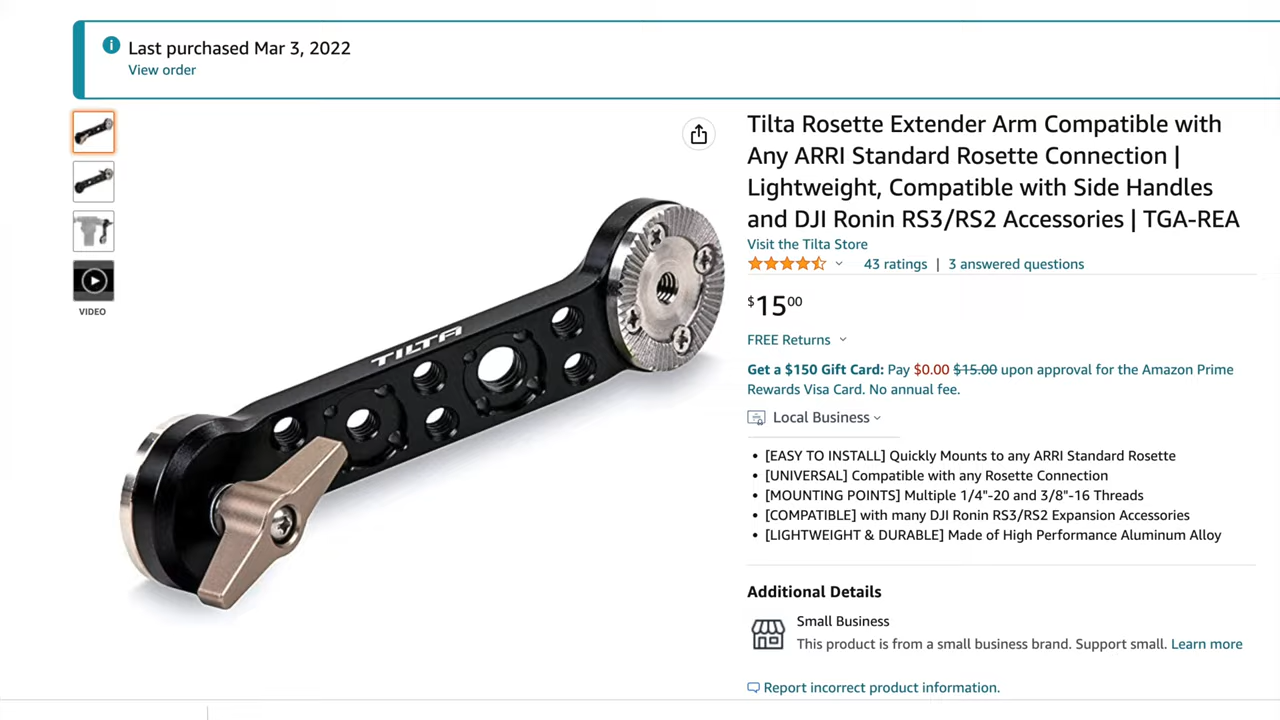 Last purchased Mar 3, 2022
View order
VIDEO
TILTA
Tilta Rosette Extender Arm Compatible with
Any ARRI Standard Rosette Connection |
Lightweight, Compatible with Side Handles
and DJI Ronin RS3/RS2 Accessories | TGA-REA
Visit the Tilta Store
43 ratings | 3 answered questions
$1500
FREE Returns
Get a $150 Gift Card: Pay $0.00 $15.00 upon approval for the Amazon Prime
Rewards Visa Card. No annual fee.
Local Business
• [EASY TO INSTALL] Quickly Mounts to any ARRI Standard Rosette
• [UNIVERSAL] Compatible with any Rosette Connection
• [MOUNTING POINTS] Multiple 1/4"-20 and 3/8"-16 Threads
• [COMPATIBLE] with many DJI Ronin RS3/RS2 Expansion Accessories
• [LIGHTWEIGHT & DURABLE] Made of High Performance Aluminum Alloy
Additional Details
Small Business
This product is from a small business brand. Support small. Learn more
Report incorrect product information.